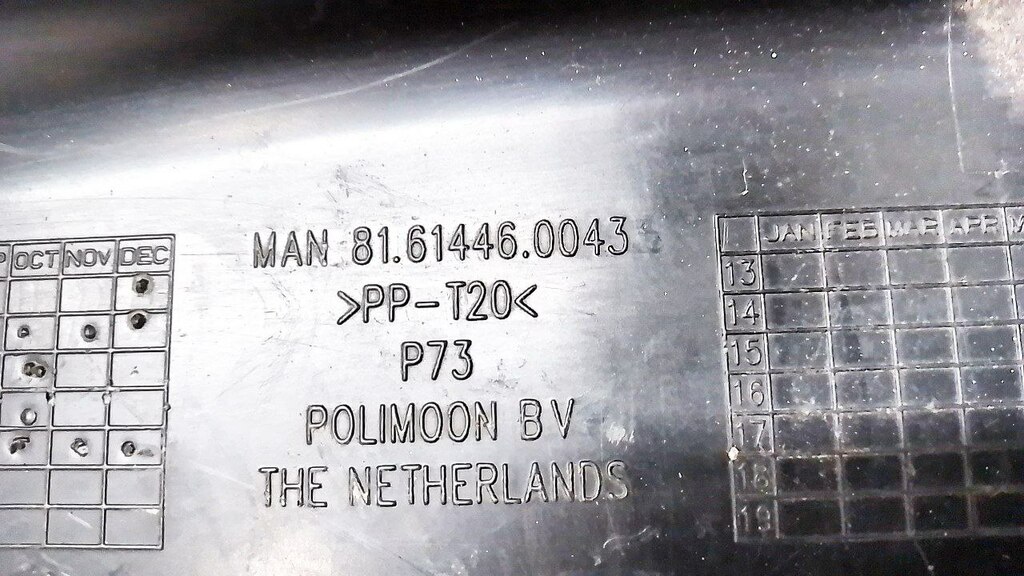 P OCT NOV DEC
MAN 81.61446.0043
>PP-T20<
P73
POLIMOON BV
THE NETHERLANDS
JAN FEB MAR APR M
13
14
15
16
17
18
19